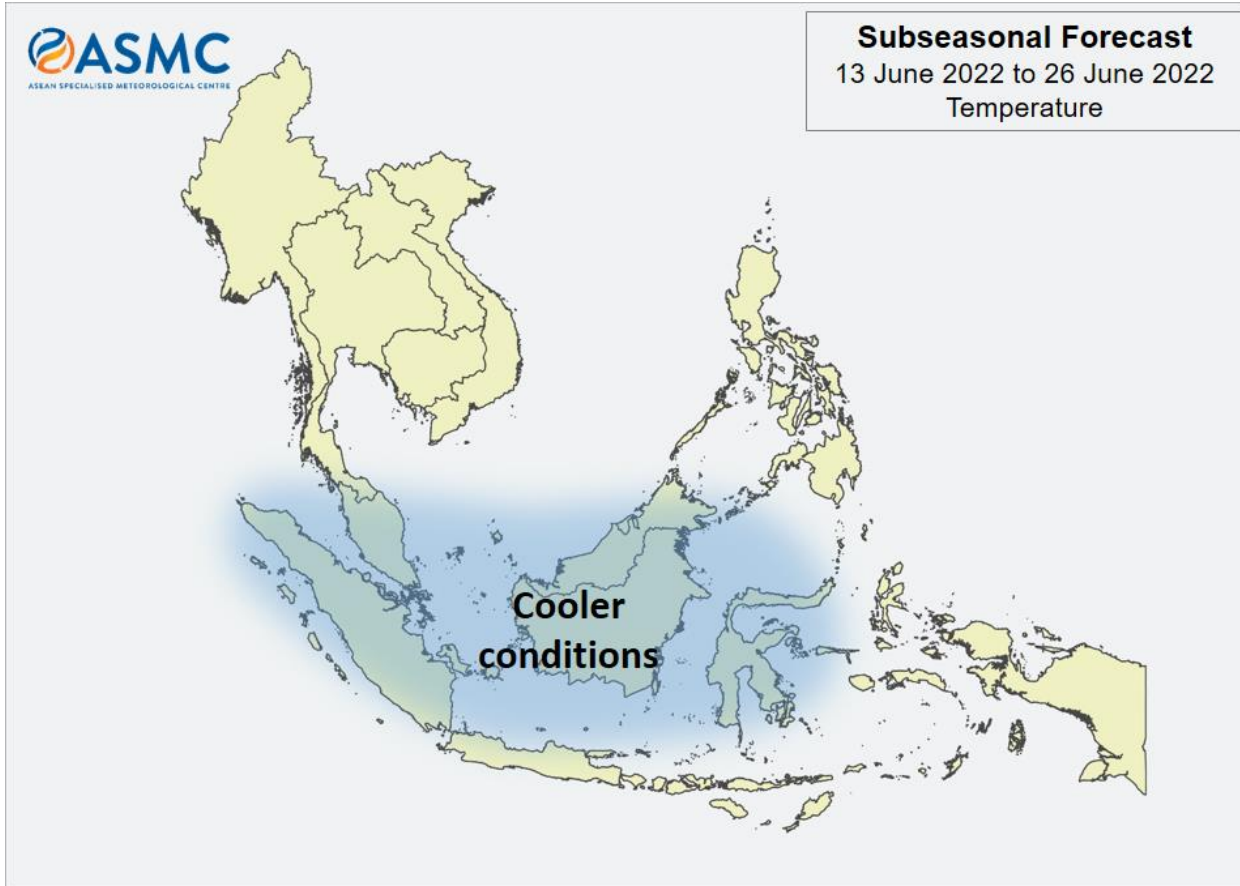 ASMC
ASEAN SPECIALISED METEOROLOGICAL CENTRE
Subseasonal Forecast
13 June 2022 to 26 June 2022
Temperature
Cooler
conditions